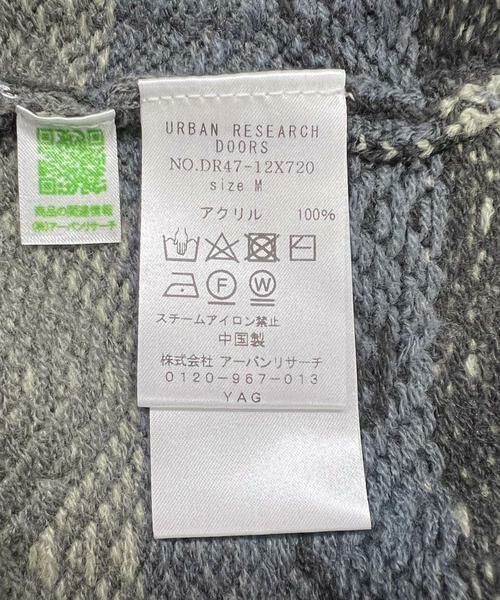 URBAN RESEARCH
DOORS
NO.DR47-12X720
size M
アクリル 100%
F W
スチームアイロン禁止
中国製
株式会社 アーバンリサーチ
0120-967-013
YAG
商品の関連情報
(株)アーバンリサーチ